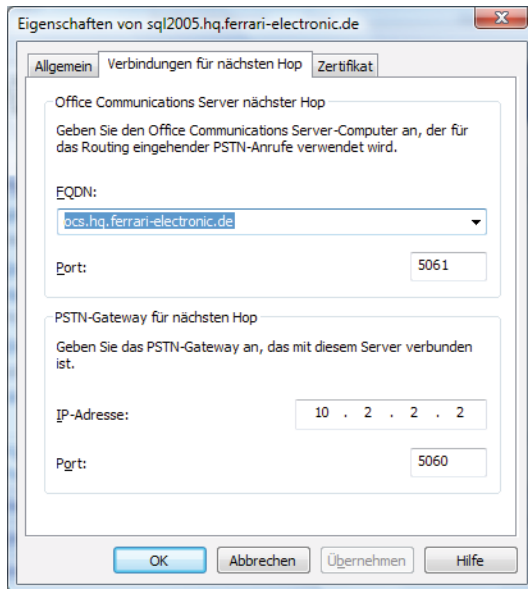 Eigenschaften von sql2005.hq.ferrari-electronic.de
Allgemein Verbindungen für nächsten Hop Zertifikat
Office Communications Server nächster Hop
Geben Sie den Office Communications Server-Computer an, der für
das Routing eingehender PSTN-Anrufe verwendet wird.
FQDN:
ocs.hq.ferrari-electronic.de
Port: 5061
PSTN-Gateway für nächsten Hop
Geben Sie das PSTN-Gateway an, das mit diesem Server verbunden
ist.
IP-Adresse: 10 . 2 . 2 . 2
Port: 5060
OK Abbrechen Übernehmen Hilfe